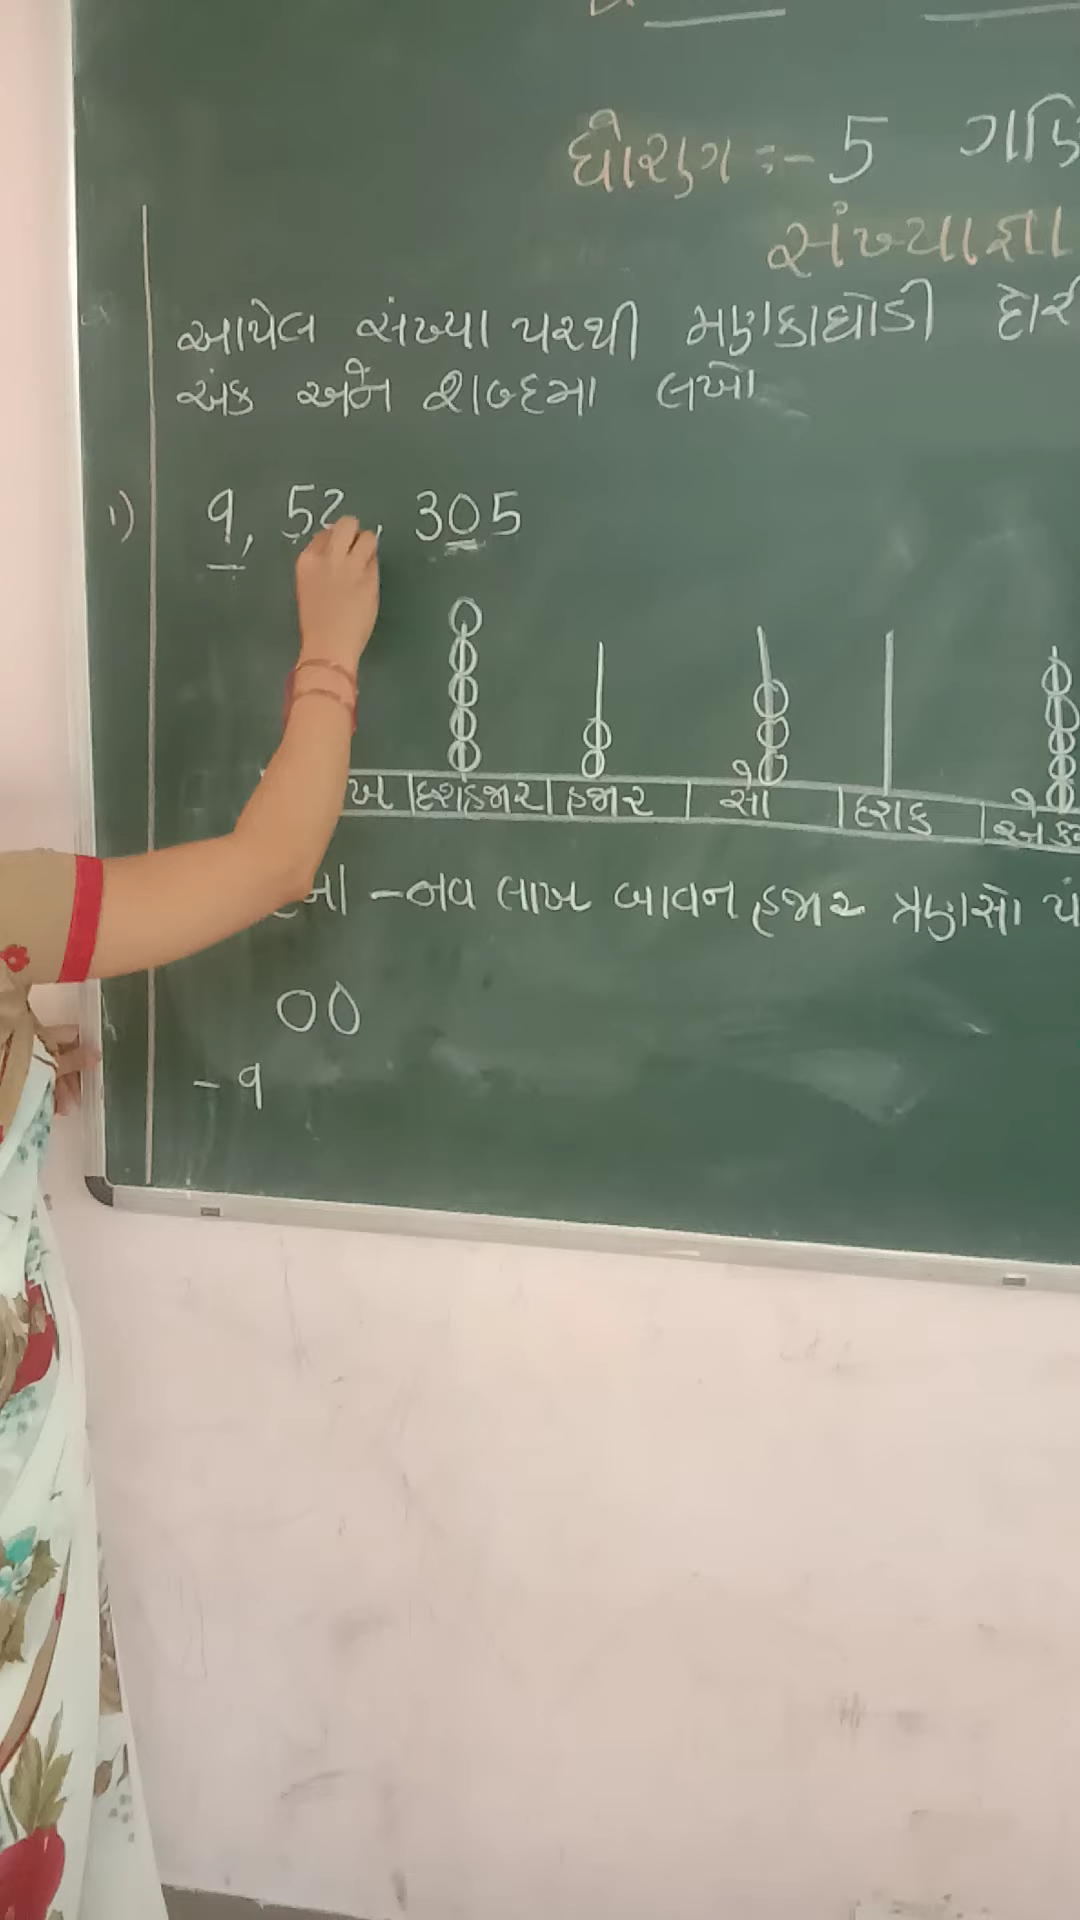 ધોરણ :- 5 ગણિ
સંખ્યાજ્ઞા
આપેલ સંખ્યા પરથી મણકાઘોડી દોરી
અંક અને શબ્દમા લખો
1) 9, 52, 305
ખ દશહજાર હજાર સો દશક એકમ
– નવ લાખ બાવન હજાર ત્રણસો પાં
00
– 9